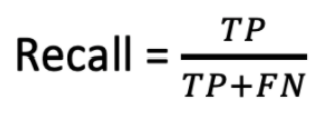 Recall = TP
TP+FN